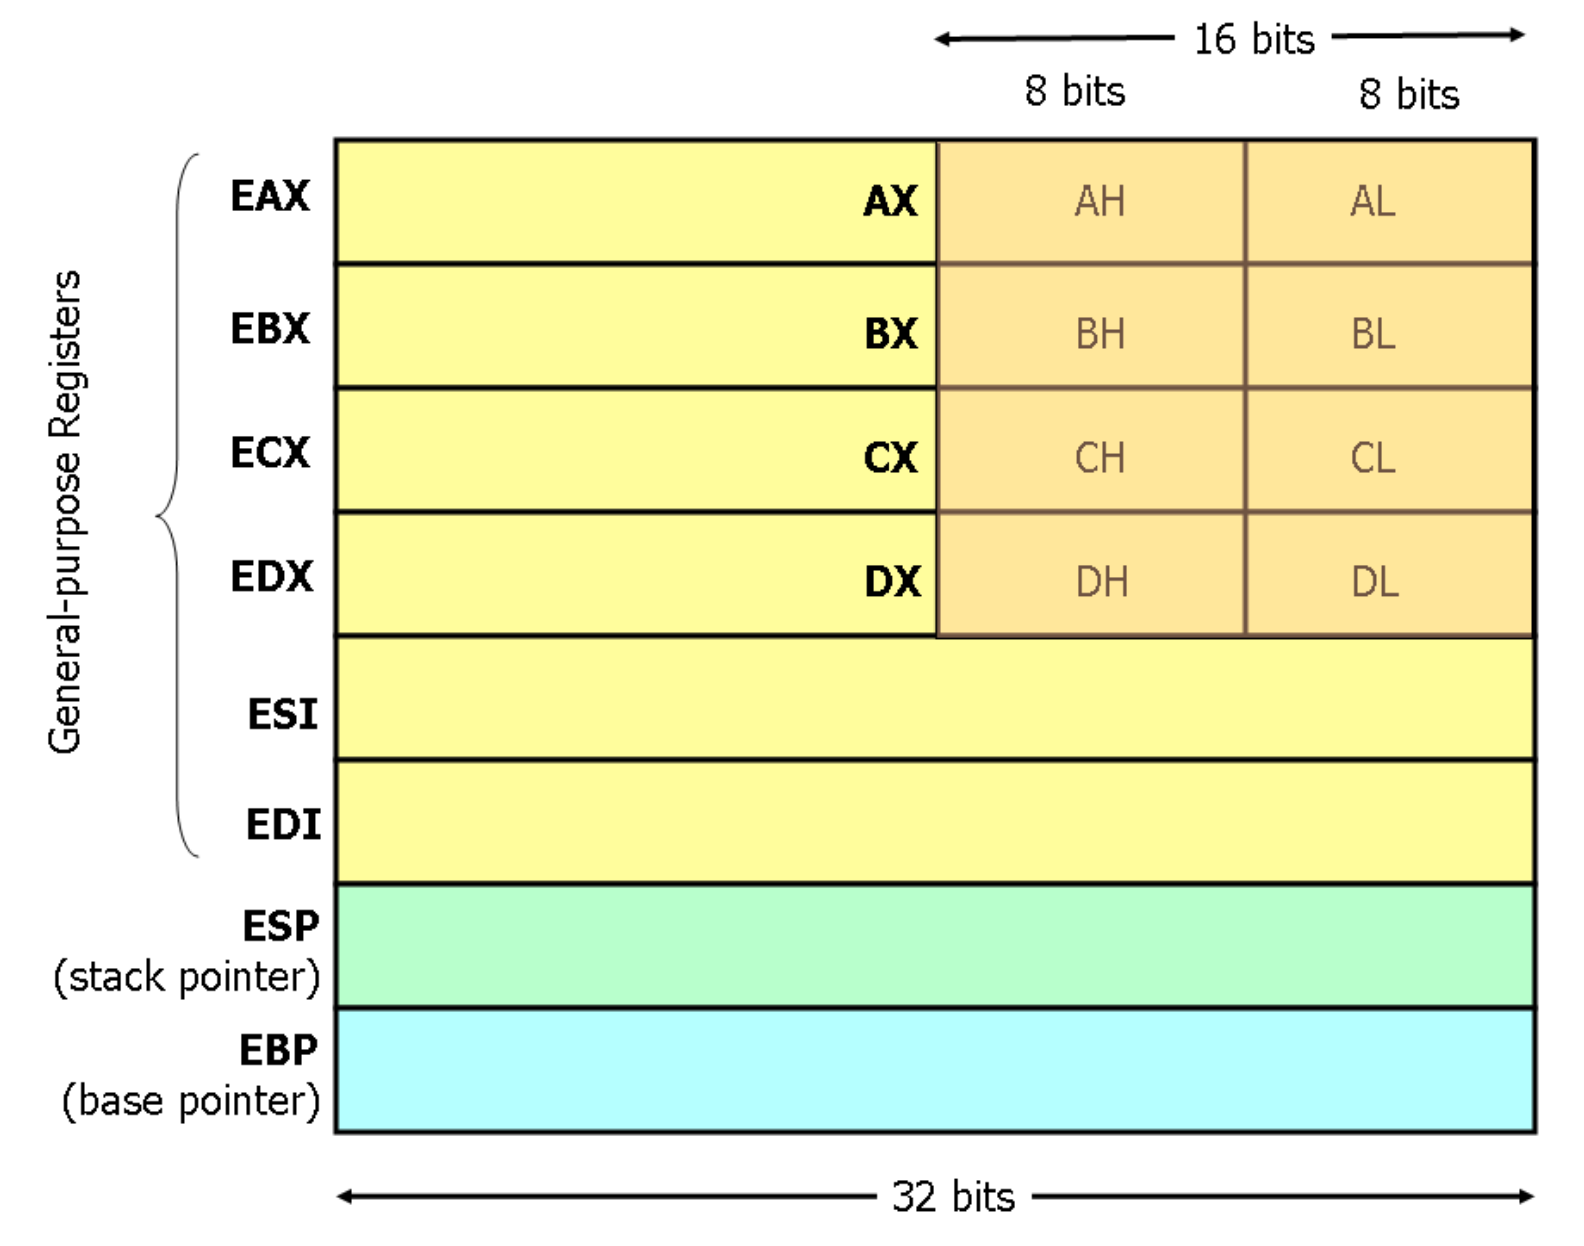 16 bits
8 bits 8 bits
General-purpose Registers
EAX AX AH AL
EBX BX BH BL
ECX CX CH CL
EDX DX DH DL
ESI
EDI
ESP
(stack pointer)
EBP
(base pointer)
32 bits